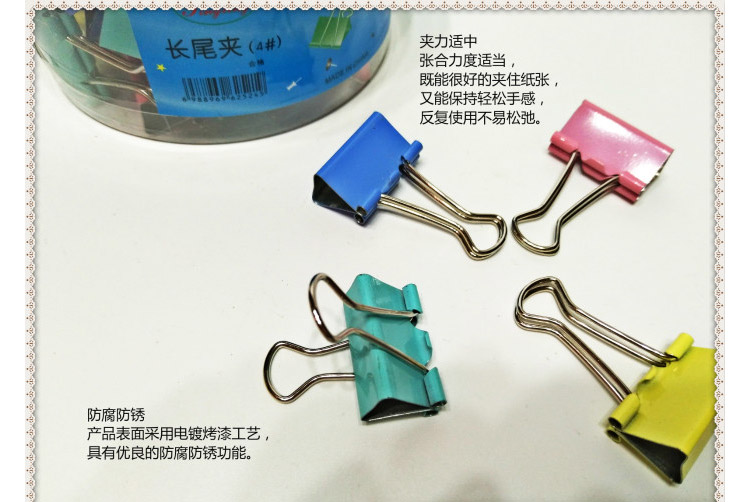 长尾夹(4#)
MADE IN CHINA
夹力适中
张合力度适当，
既能很好的夹住纸张，
又能保持轻松手感，
反复使用不易松弛。
防腐防锈
产品表面采用电镀烤漆工艺，
具有优良的防腐防锈功能。